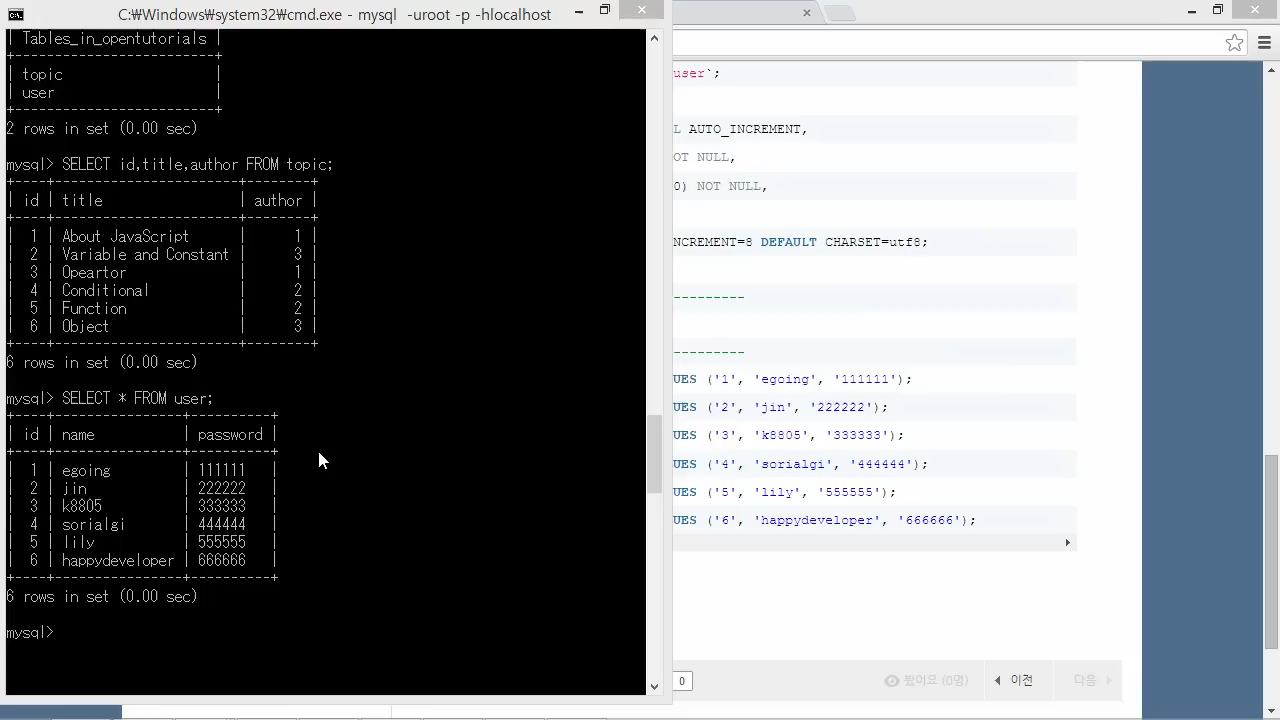 C:\Windows\system32\cmd.exe - mysql -uroot -p -hlocalhost
| Tables_in_opentutorials |
+-------------------------+
| topic |
| user |
+-------------------------+
2 rows in set (0.00 sec)
mysql> SELECT id,title,author FROM topic;
+----+-----------------------+--------+
| id | title | author |
+----+-----------------------+--------+
| 1 | About JavaScript | 1 |
| 2 | Variable and Constant | 3 |
| 3 | Opeartor | 1 |
| 4 | Conditional | 2 |
| 5 | Function | 2 |
| 6 | Object | 3 |
+----+-----------------------+--------+
6 rows in set (0.00 sec)
mysql> SELECT * FROM user;
+----+----------------+----------+
| id | name | password |
+----+----------------+----------+
| 1 | egoing | 111111 |
| 2 | jin | 222222 |
| 3 | k8805 | 333333 |
| 4 | sorialgi | 444444 |
| 5 | lily | 555555 |
| 6 | happydeveloper | 666666 |
+----+----------------+----------+
6 rows in set (0.00 sec)
mysql>
user`;
L AUTO_INCREMENT,
OT NULL,
0) NOT NULL,
NCREMENT=8 DEFAULT CHARSET=utf8;
---------
---------
UES ('1', 'egoing', '111111');
UES ('2', 'jin', '222222');
UES ('3', 'k8805', '333333');
UES ('4', 'sorialgi', '444444');
UES ('5', 'lily', '555555');
UES ('6', 'happydeveloper', '666666');
0
봤어요 (0명)
이전
다음